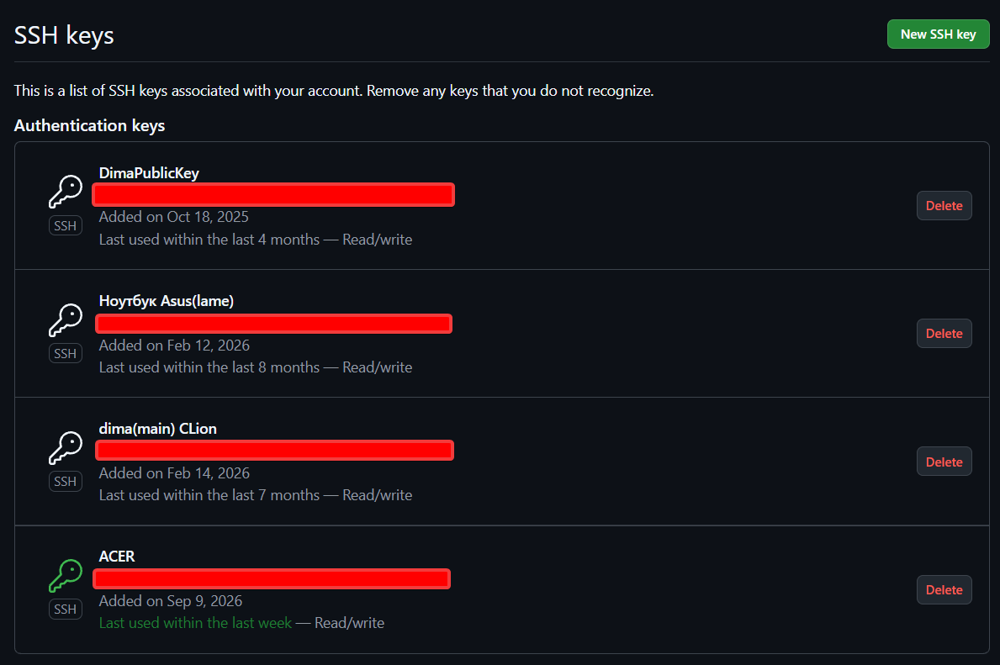 SSH keys
New SSH key
This is a list of SSH keys associated with your account. Remove any keys that you do not recognize.
Authentication keys
DimaPublicKey
Added on Oct 18, 2025
Last used within the last 4 months — Read/write
SSH
Delete
Ноутбук Asus(lame)
Added on Feb 12, 2026
Last used within the last 8 months — Read/write
SSH
Delete
dima(main) CLion
Added on Feb 14, 2026
Last used within the last 7 months — Read/write
SSH
Delete
ACER
Added on Sep 9, 2026
Last used within the last week — Read/write
SSH
Delete